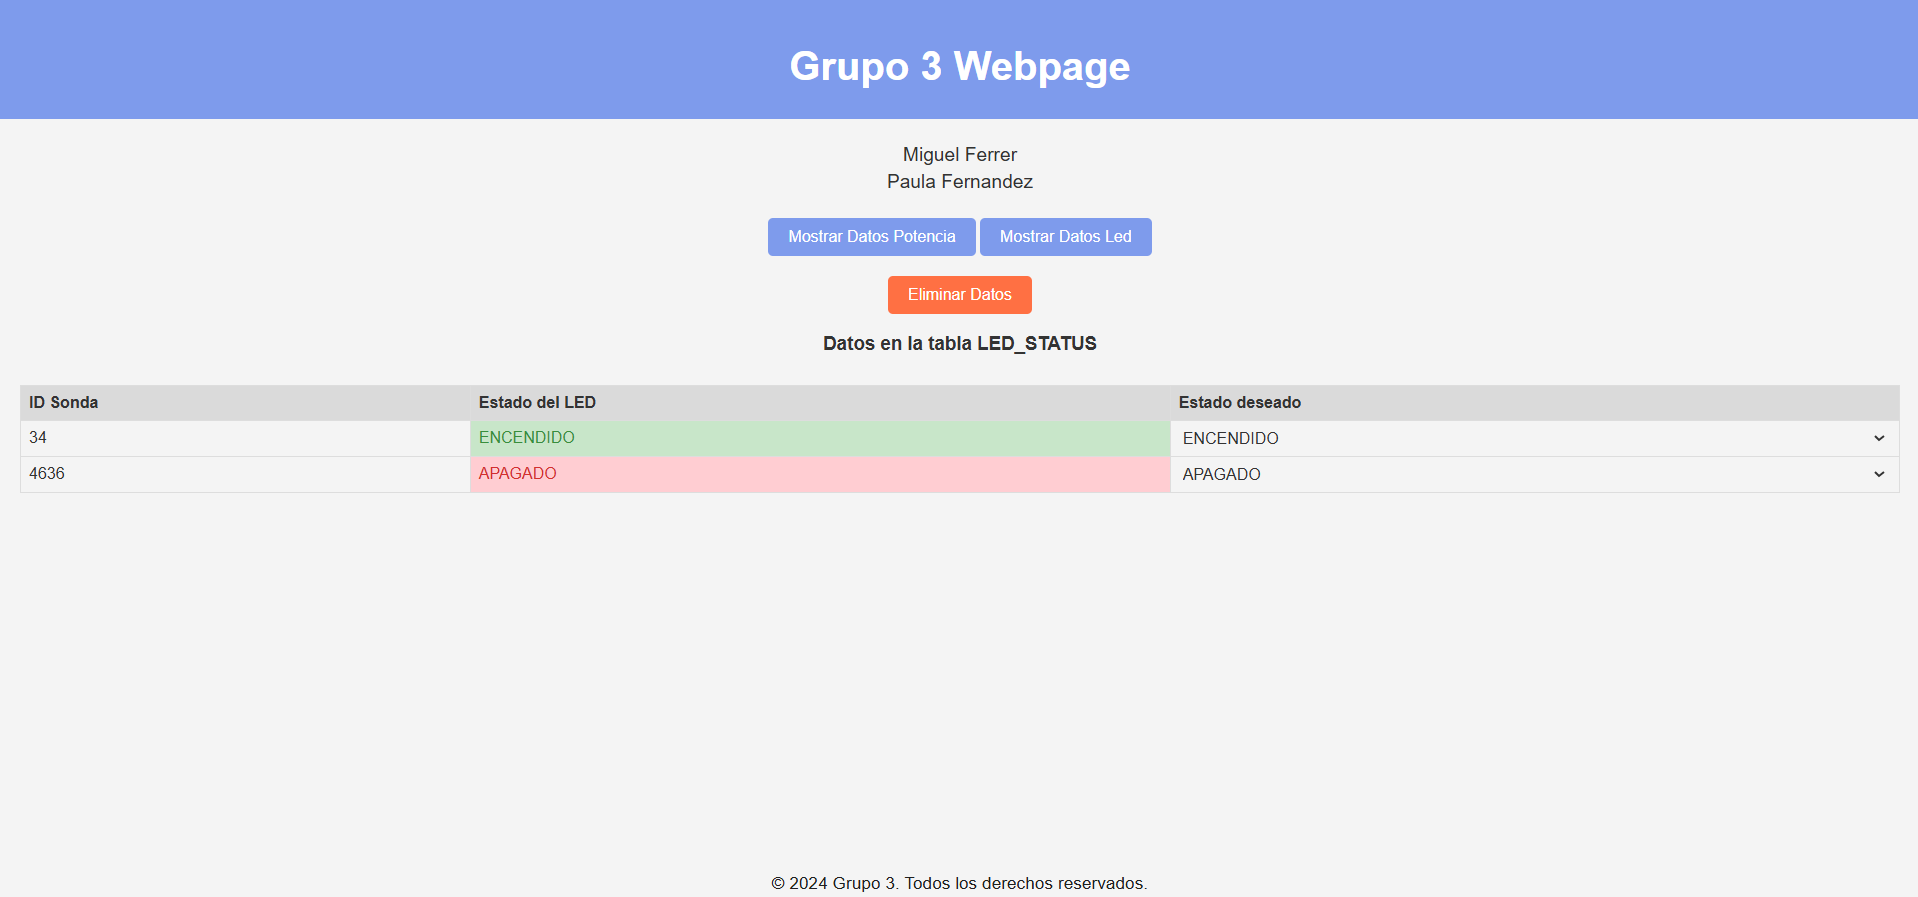 Grupo 3 Webpage
Miguel Ferrer
Paula Fernandez
Mostrar Datos Potencia Mostrar Datos Led
Eliminar Datos
Datos en la tabla LED_STATUS
ID Sonda Estado del LED Estado deseado
34 ENCENDIDO ENCENDIDO
4636 APAGADO APAGADO
© 2024 Grupo 3. Todos los derechos reservados.